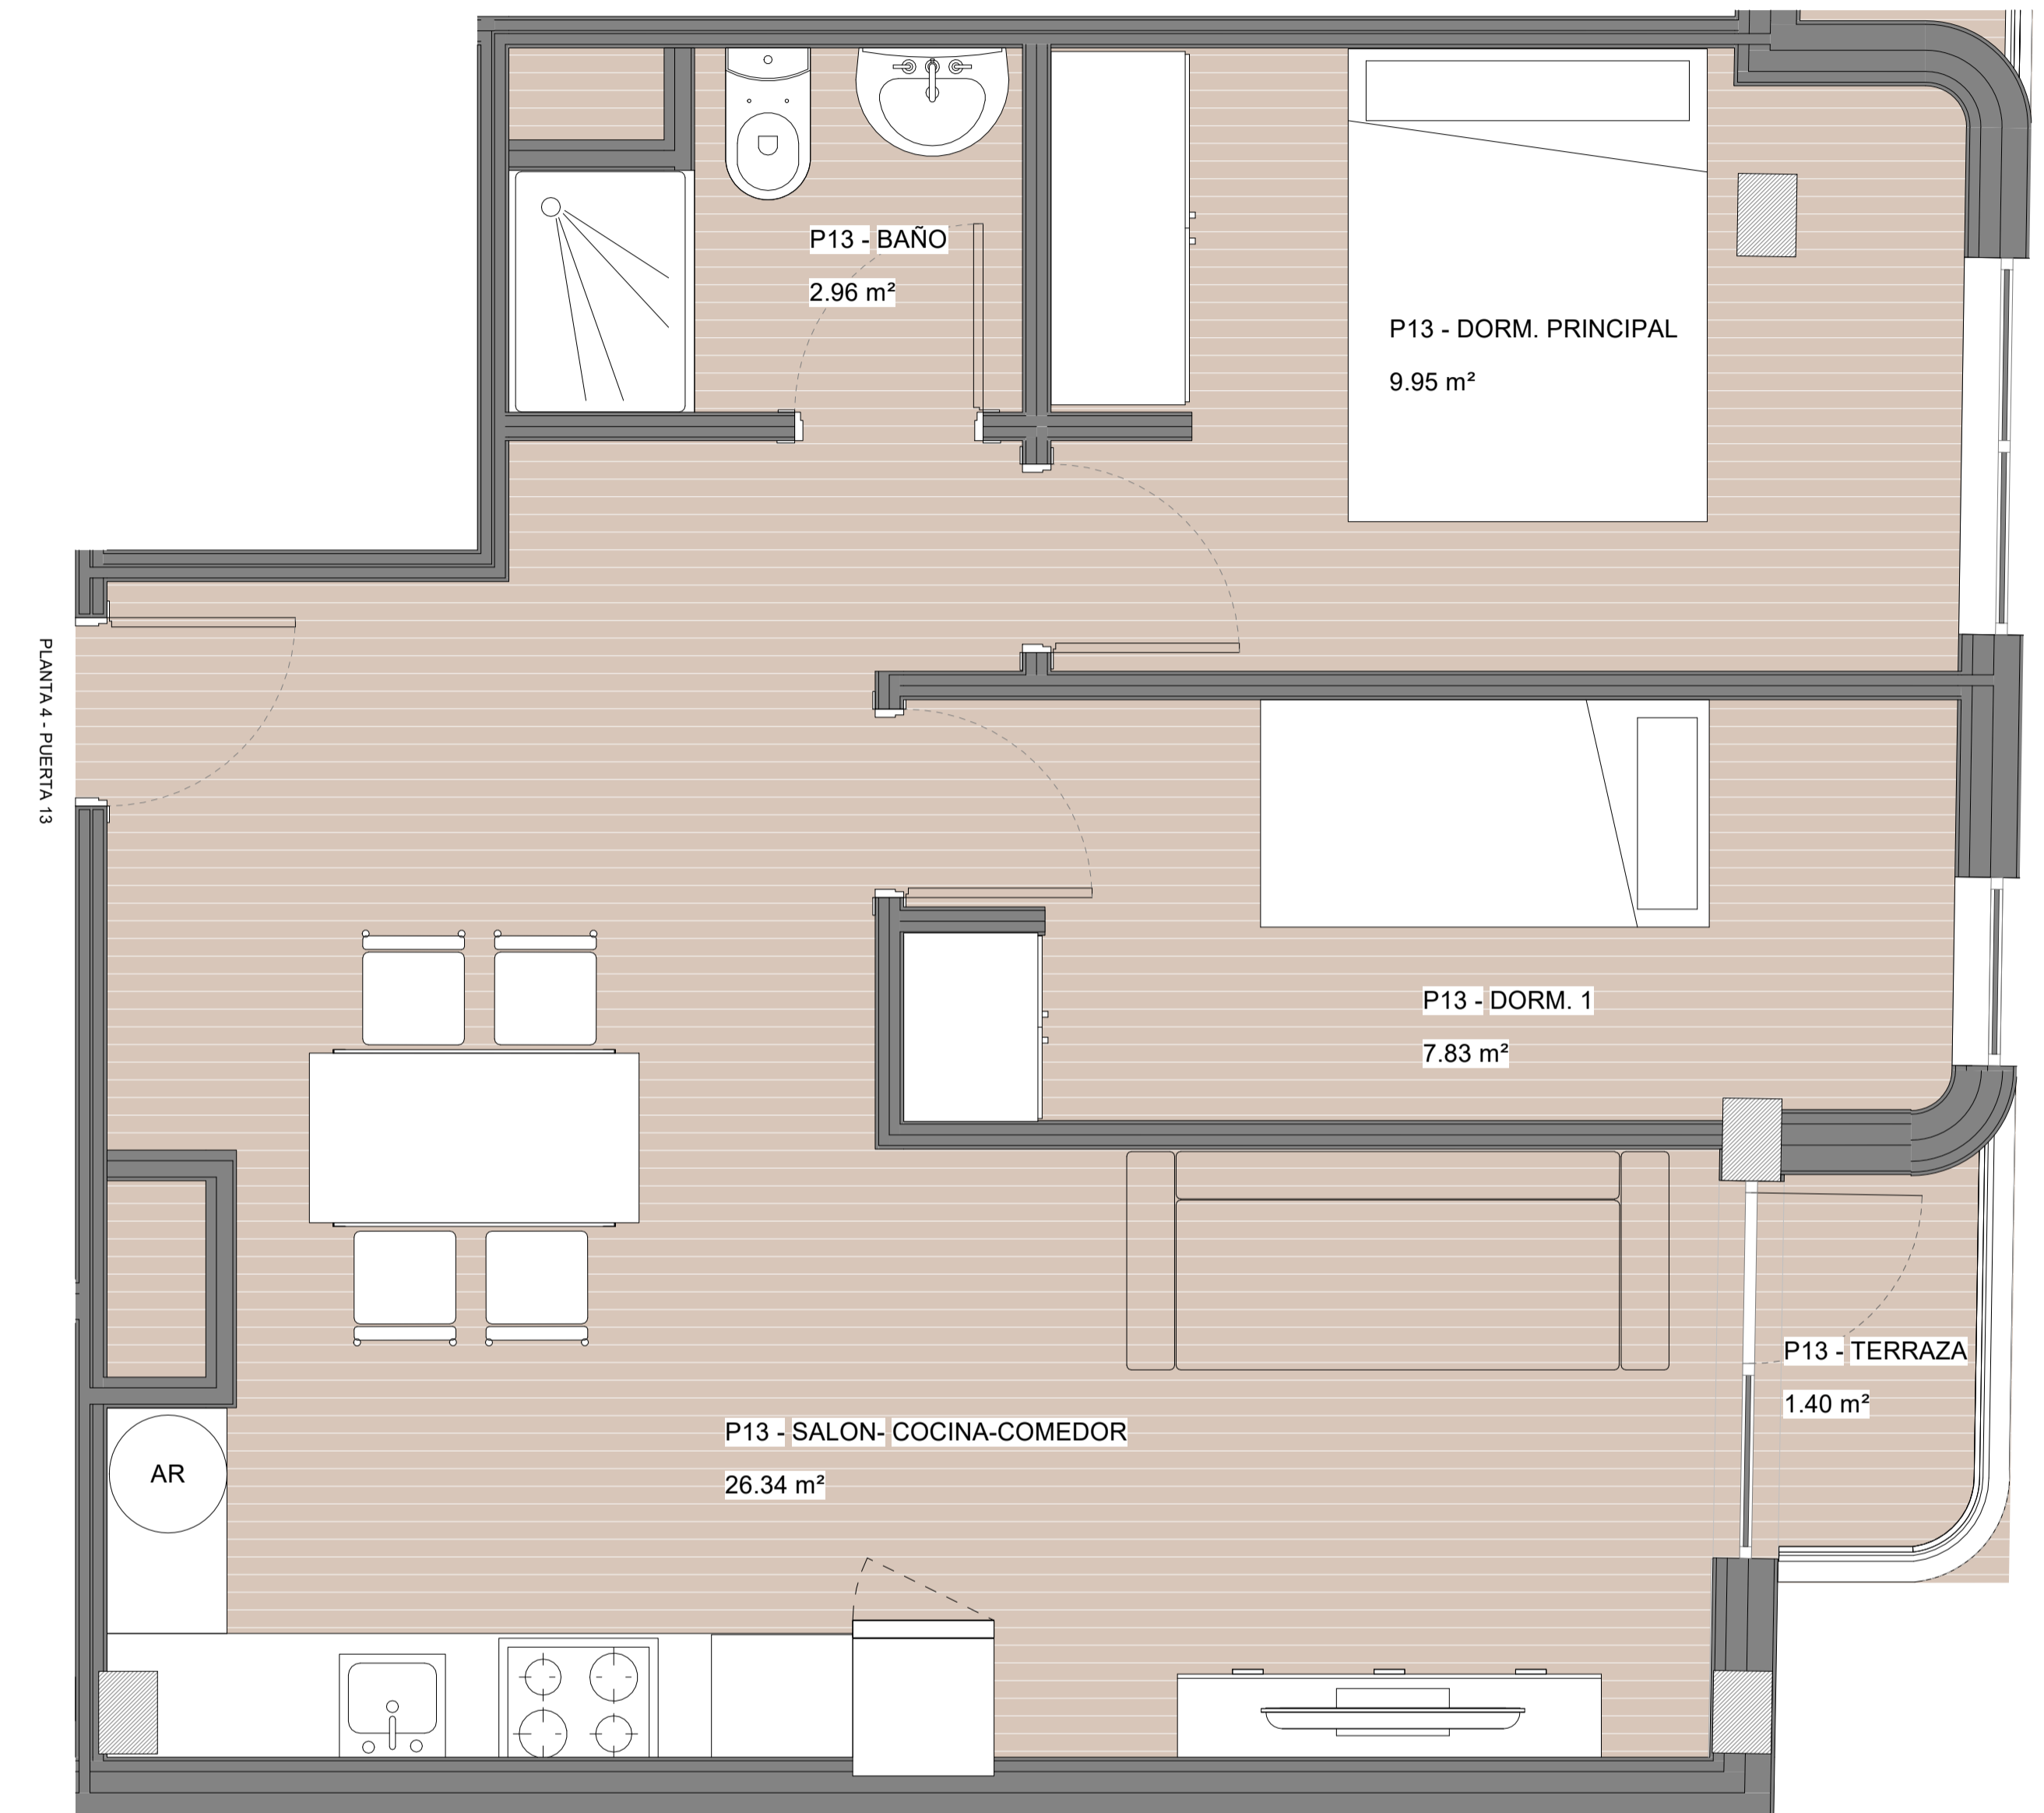 P13 - BAÑO
2.96 m²
P13 - DORM. PRINCIPAL
9.95 m²
PLANTA 4 - PUERTA 13
P13 - DORM. 1
7.83 m²
P13 - TERRAZA
1.40 m²
P13 - SALON- COCINA-COMEDOR
26.34 m²
AR